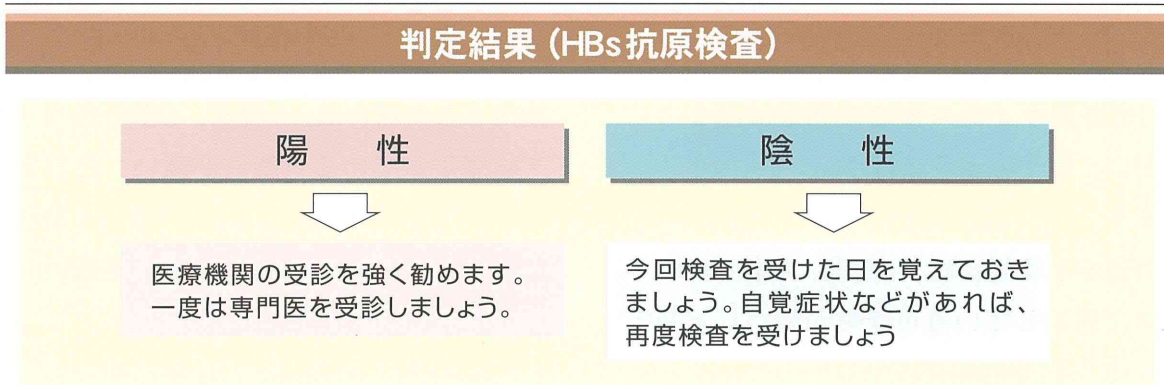 判定結果（HBs抗原検査）
陽　性
陰　性
医療機関の受診を強く勧めます。
一度は専門医を受診しましょう。
今回検査を受けた日を覚えておき
ましょう。自覚症状などがあれば、
再度検査を受けましょう